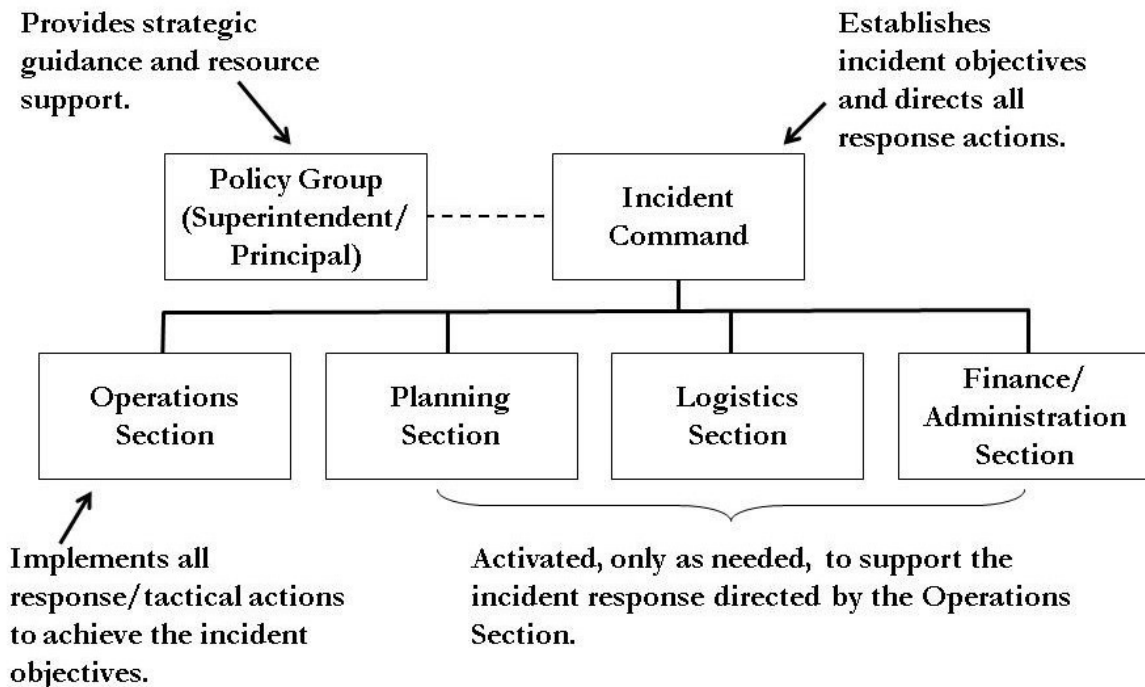 Provides strategic
guidance and resource
support.
Establishes
incident objectives
and directs all
response actions.
Policy Group
(Superintendent/
Principal)
Incident
Command
Operations
Section
Planning
Section
Logistics
Section
Finance/
Administration
Section
Implements all
response/tactical actions
to achieve the incident
objectives.
Activated, only as needed, to support the
incident response directed by the Operations
Section.